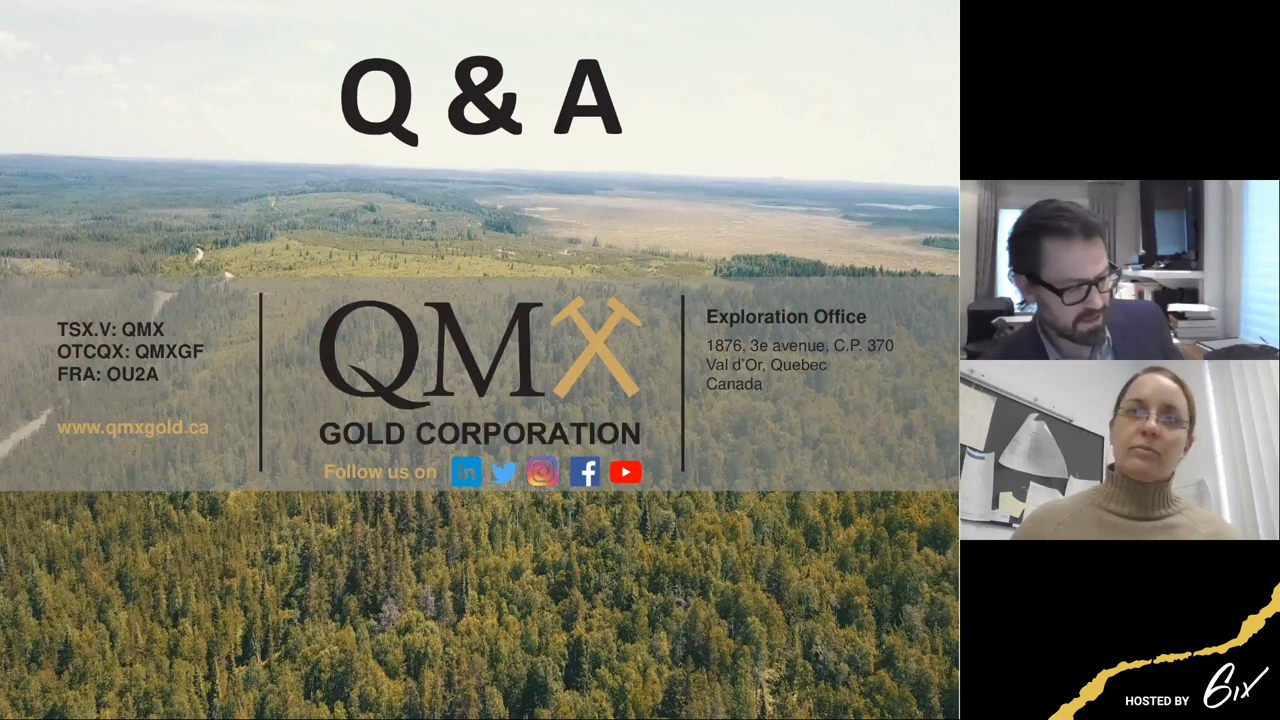 Q & A
TSX.V: QMX
OTCQX: QMXGF
FRA: OU2A
www.qmxgold.ca
QMX
GOLD CORPORATION
Follow us on
Exploration Office
1876, 3e avenue, C.P. 370
Val d'Or, Quebec
Canada
HOSTED BY 6ix